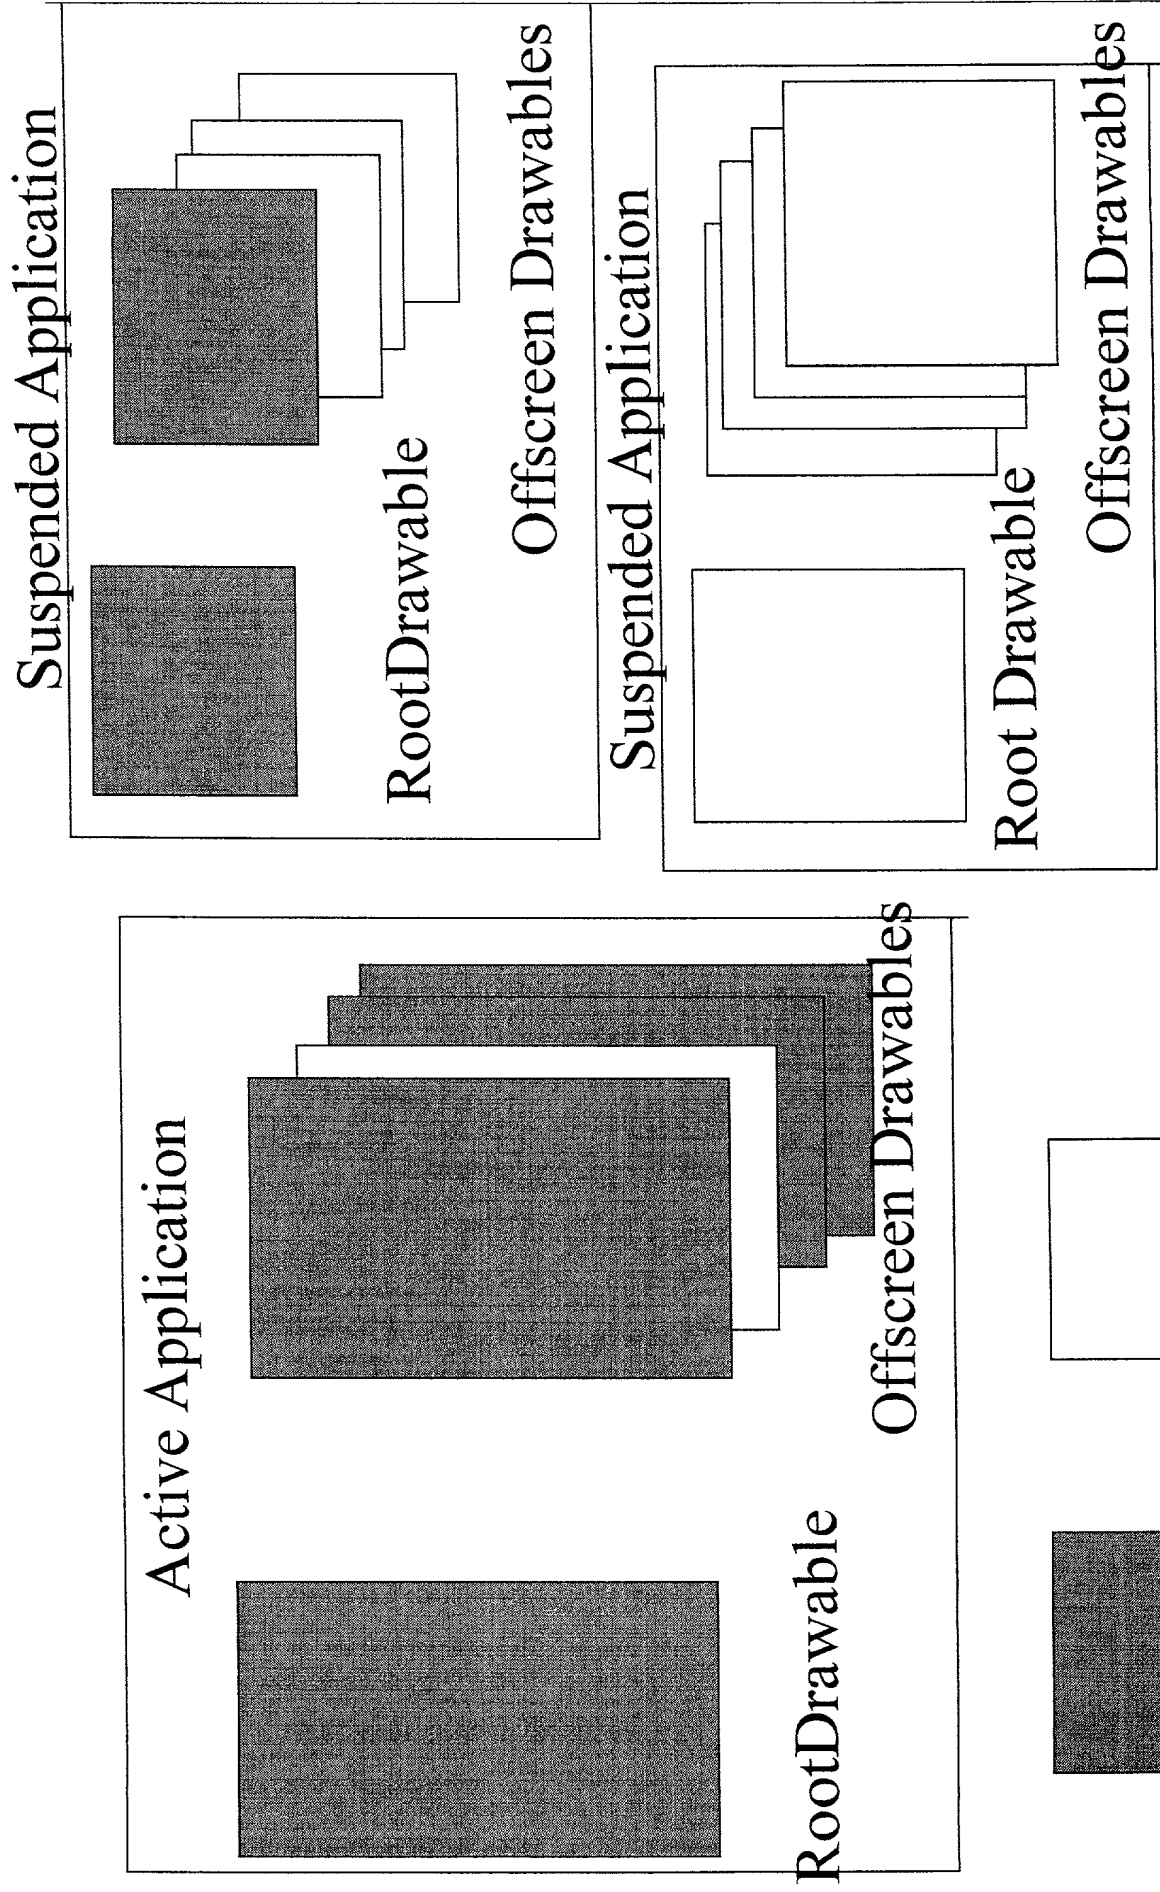 Active Application
RootDrawable
Offscreen Drawables
Suspended Application
RootDrawable
Offscreen Drawables
Suspended Application
Root Drawable
Offscreen Drawables